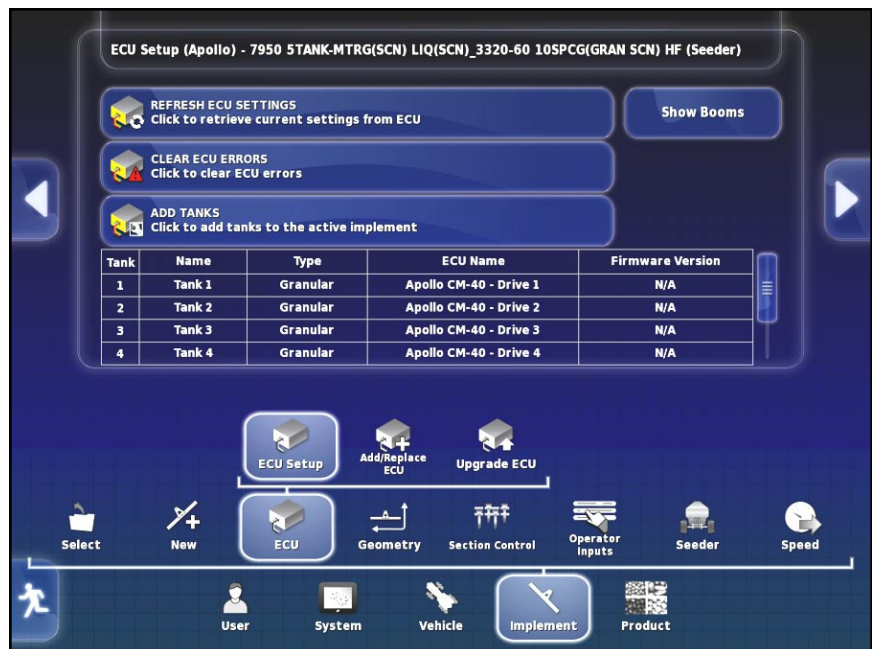 ECU Setup (Apollo) - 7950 5TANK-MTRG(SCN) LIQ(SCN)_3320-60 10SPCG(GRAN SCN) HF (Seeder)
REFRESH ECU SETTINGS
Click to retrieve current settings from ECU
Show Booms
CLEAR ECU ERRORS
Click to clear ECU errors
ADD TANKS
Click to add tanks to the active implement
Tank Name Type ECU Name Firmware Version
1 Tank 1 Granular Apollo CM-40 - Drive 1 N/A
2 Tank 2 Granular Apollo CM-40 - Drive 2 N/A
3 Tank 3 Granular Apollo CM-40 - Drive 3 N/A
4 Tank 4 Granular Apollo CM-40 - Drive 4 N/A
ECU Setup
Add/Replace
ECU
Upgrade ECU
Select
New
ECU
Geometry
Section Control
Operator
Inputs
Seeder
Speed
User
System
Vehicle
Implement
Product